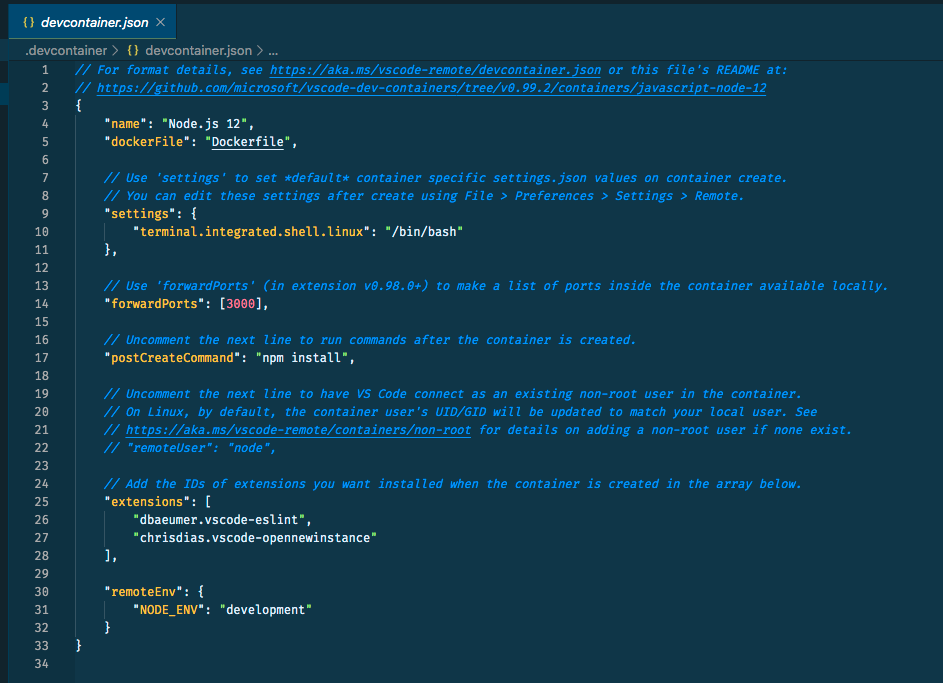 {} devcontainer.json ×
.devcontainer > {} devcontainer.json > ...
1 // For format details, see https://aka.ms/vscode-remote/devcontainer.json or this file's README at:
2 // https://github.com/microsoft/vscode-dev-containers/tree/v0.99.2/containers/javascript-node-12
3 {
4 "name": "Node.js 12",
5 "dockerFile": "Dockerfile",
6
7 // Use 'settings' to set *default* container specific settings.json values on container create.
8 // You can edit these settings after create using File > Preferences > Settings > Remote.
9 "settings": {
10 "terminal.integrated.shell.linux": "/bin/bash"
11 },
12
13 // Use 'forwardPorts' (in extension v0.98.0+) to make a list of ports inside the container available locally.
14 "forwardPorts": [3000],
15
16 // Uncomment the next line to run commands after the container is created.
17 "postCreateCommand": "npm install",
18
19 // Uncomment the next line to have VS Code connect as an existing non-root user in the container.
20 // On Linux, by default, the container user's UID/GID will be updated to match your local user. See
21 // https://aka.ms/vscode-remote/containers/non-root for details on adding a non-root user if none exist.
22 // "remoteUser": "node",
23
24 // Add the IDs of extensions you want installed when the container is created in the array below.
25 "extensions": [
26 "dbaeumer.vscode-eslint",
27 "chrisdias.vscode-opennewinstance"
28 ],
29
30 "remoteEnv": {
31 "NODE_ENV": "development"
32 }
33 }
34